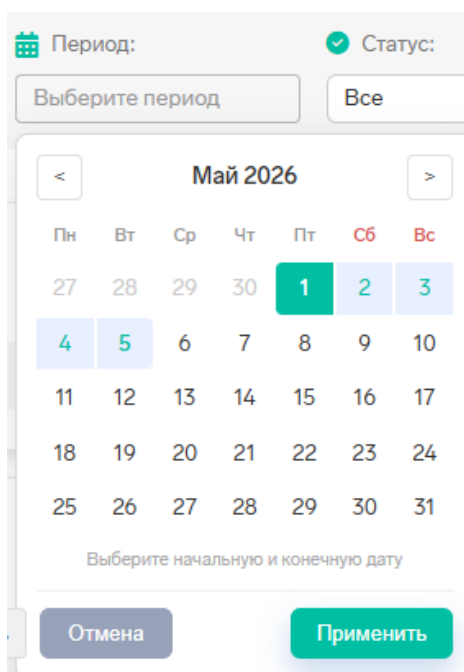 Период: Статус:
Выберите период Все
< Май 2026 >
Пн Вт Ср Чт Пт Сб Вс
27 28 29 30 1 2 3
4 5 6 7 8 9 10
11 12 13 14 15 16 17
18 19 20 21 22 23 24
25 26 27 28 29 30 31
Выберите начальную и конечную дату
Отмена Применить